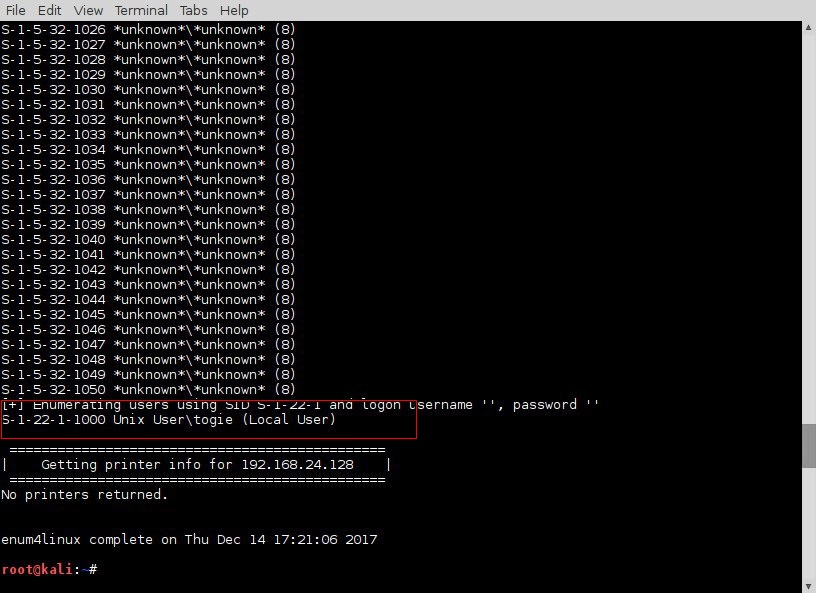 File Edit View Terminal Tabs Help
S-1-5-32-1026 *unknown*\*unknown* (8)
S-1-5-32-1027 *unknown*\*unknown* (8)
S-1-5-32-1028 *unknown*\*unknown* (8)
S-1-5-32-1029 *unknown*\*unknown* (8)
S-1-5-32-1030 *unknown*\*unknown* (8)
S-1-5-32-1031 *unknown*\*unknown* (8)
S-1-5-32-1032 *unknown*\*unknown* (8)
S-1-5-32-1033 *unknown*\*unknown* (8)
S-1-5-32-1034 *unknown*\*unknown* (8)
S-1-5-32-1035 *unknown*\*unknown* (8)
S-1-5-32-1036 *unknown*\*unknown* (8)
S-1-5-32-1037 *unknown*\*unknown* (8)
S-1-5-32-1038 *unknown*\*unknown* (8)
S-1-5-32-1039 *unknown*\*unknown* (8)
S-1-5-32-1040 *unknown*\*unknown* (8)
S-1-5-32-1041 *unknown*\*unknown* (8)
S-1-5-32-1042 *unknown*\*unknown* (8)
S-1-5-32-1043 *unknown*\*unknown* (8)
S-1-5-32-1044 *unknown*\*unknown* (8)
S-1-5-32-1045 *unknown*\*unknown* (8)
S-1-5-32-1046 *unknown*\*unknown* (8)
S-1-5-32-1047 *unknown*\*unknown* (8)
S-1-5-32-1048 *unknown*\*unknown* (8)
S-1-5-32-1049 *unknown*\*unknown* (8)
S-1-5-32-1050 *unknown*\*unknown* (8)
[+] Enumerating users using SID S-1-22-1 and logon username '', password ''
S-1-22-1-1000 Unix User\togie (Local User)
===============================================
|    Getting printer info for 192.168.24.128    |
===============================================
No printers returned.
enum4linux complete on Thu Dec 14 17:21:06 2017
root@kali:~#